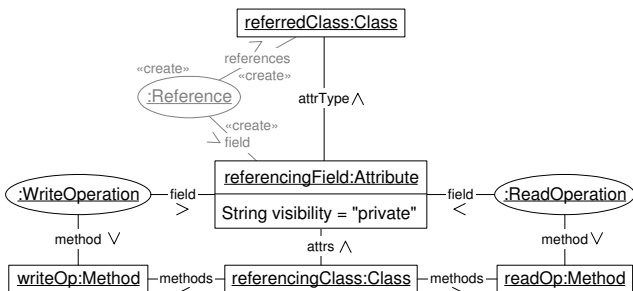 referredClass:Class
«create»
references
«create»
:Reference
attrType
«create»
field
referencingField:Attribute
:WriteOperation
field
field
:ReadOperation
String visibility = "private"
method
attrs
method
writeOp:Method
methods
referencingClass:Class
methods
readOp:Method